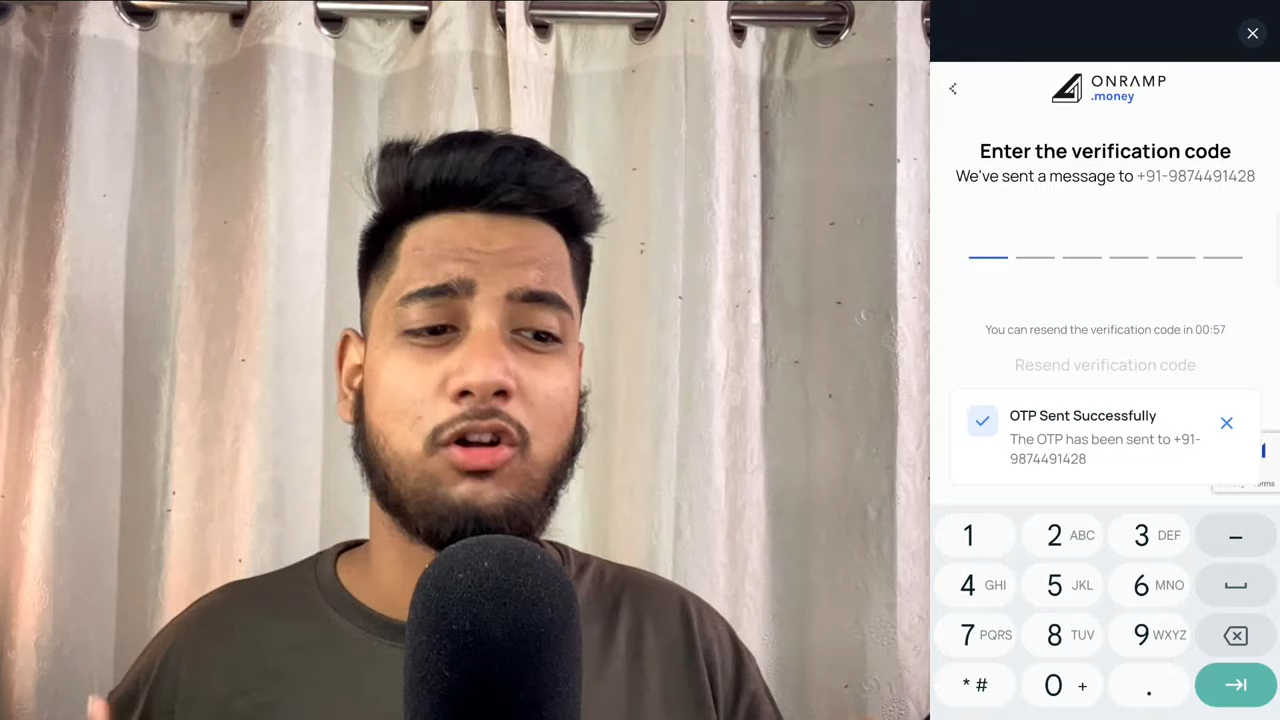 ONRAMP
.money
Enter the verification code
We've sent a message to +91-9874491428
You can resend the verification code in 00:57
Resend verification code
OTP Sent Successfully
The OTP has been sent to +91-
9874491428
1 2 ABC 3 DEF –
4 GHI 5 JKL 6 MNO
7 PQRS 8 TUV 9 WXYZ
* # 0 + .